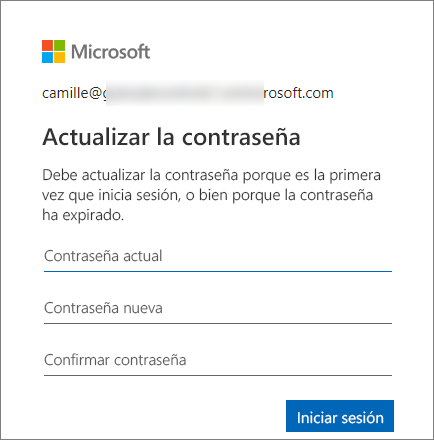 Microsoft
camille@ rosoft.com
Actualizar la contraseña
Debe actualizar la contraseña porque es la primera
vez que inicia sesión, o bien porque la contraseña
ha expirado.
Contraseña actual
Contraseña nueva
Confirmar contraseña
Iniciar sesión